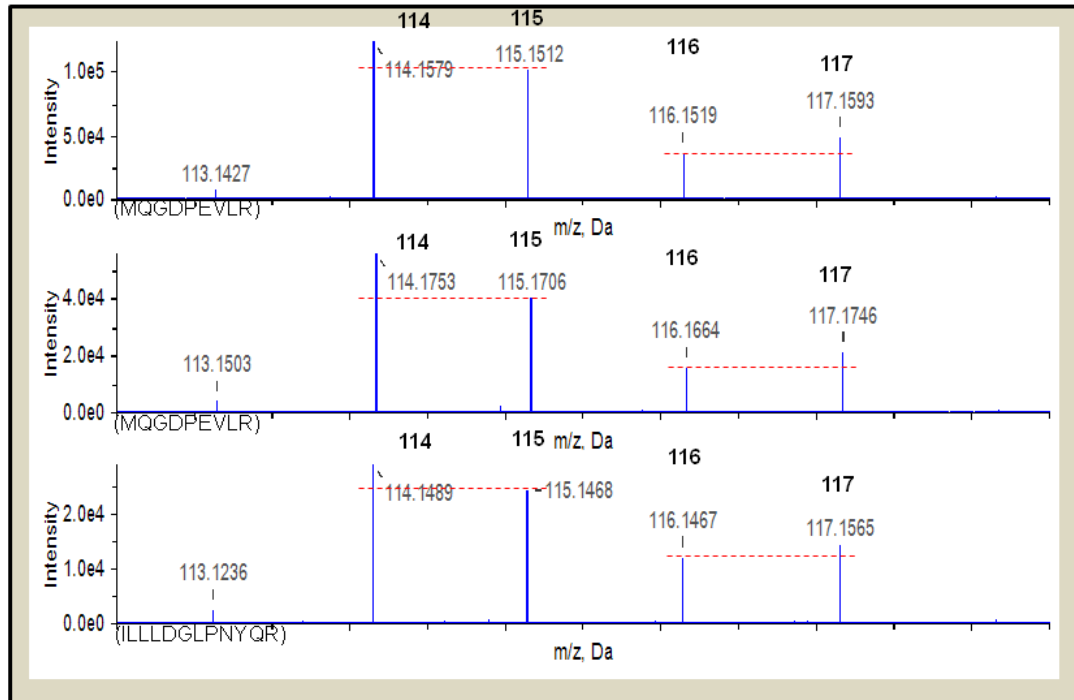 114 115 116 117
Intensity
1.0e5
5.0e4
0.0e0
113.1427 114.1579 115.1512 116.1519 117.1593
(MQGDPEVLR)
m/z, Da
114 115 116 117
Intensity
4.0e4
2.0e4
0.0e0
113.1503 114.1753 115.1706 116.1664 117.1746
(MQGDPEVLR)
m/z, Da
114 115 116 117
Intensity
2.0e4
1.0e4
0.0e0
113.1236 114.1489 115.1468 116.1467 117.1565
(ILLLDGLPNYQR)
m/z, Da